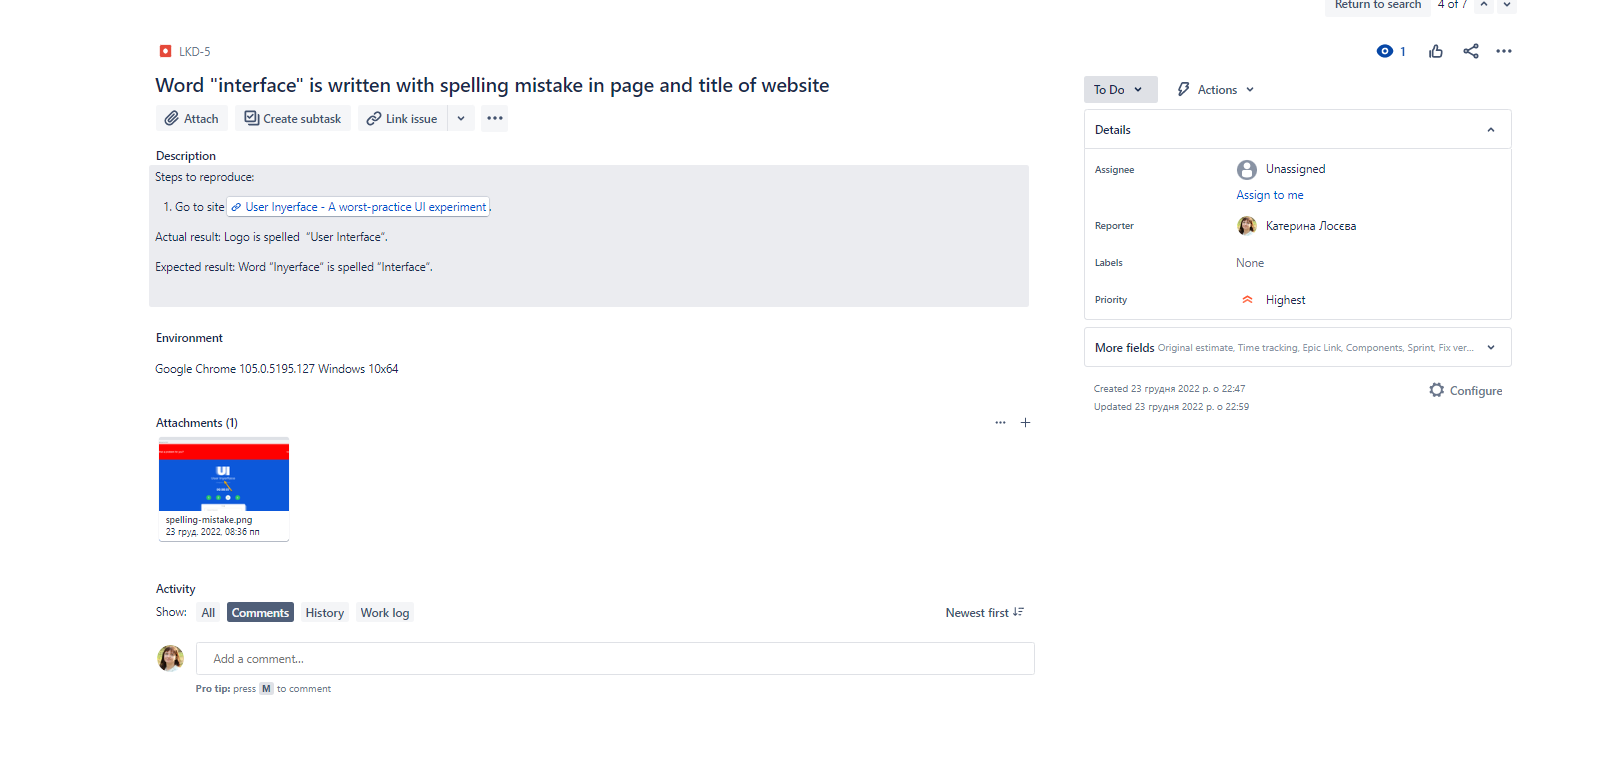 Return to search 4 of 7
LKD-5
1
Word "interface" is written with spelling mistake in page and title of website
Attach Create subtask Link issue
To Do Actions
Description
Steps to reproduce:
1. Go to site User Inyerface - A worst-practice UI experiment .
Actual result: Logo is spelled “User Interface”.
Expected result: Word “Inyerface” is spelled “Interface”.
Environment
Google Chrome 105.0.5195.127 Windows 10x64
Attachments (1)
UI
spelling-mistake.png
23 груд. 2022, 08:36 пп
Activity
Show: All Comments History Work log
Newest first
Add a comment...
Pro tip: press M to comment
Details
Assignee Unassigned
Assign to me
Reporter Катерина Лосєва
Labels None
Priority Highest
More fields Original estimate, Time tracking, Epic Link, Components, Sprint, Fix ver...
Created 23 грудня 2022 р. о 22:47
Updated 23 грудня 2022 р. о 22:59
Configure